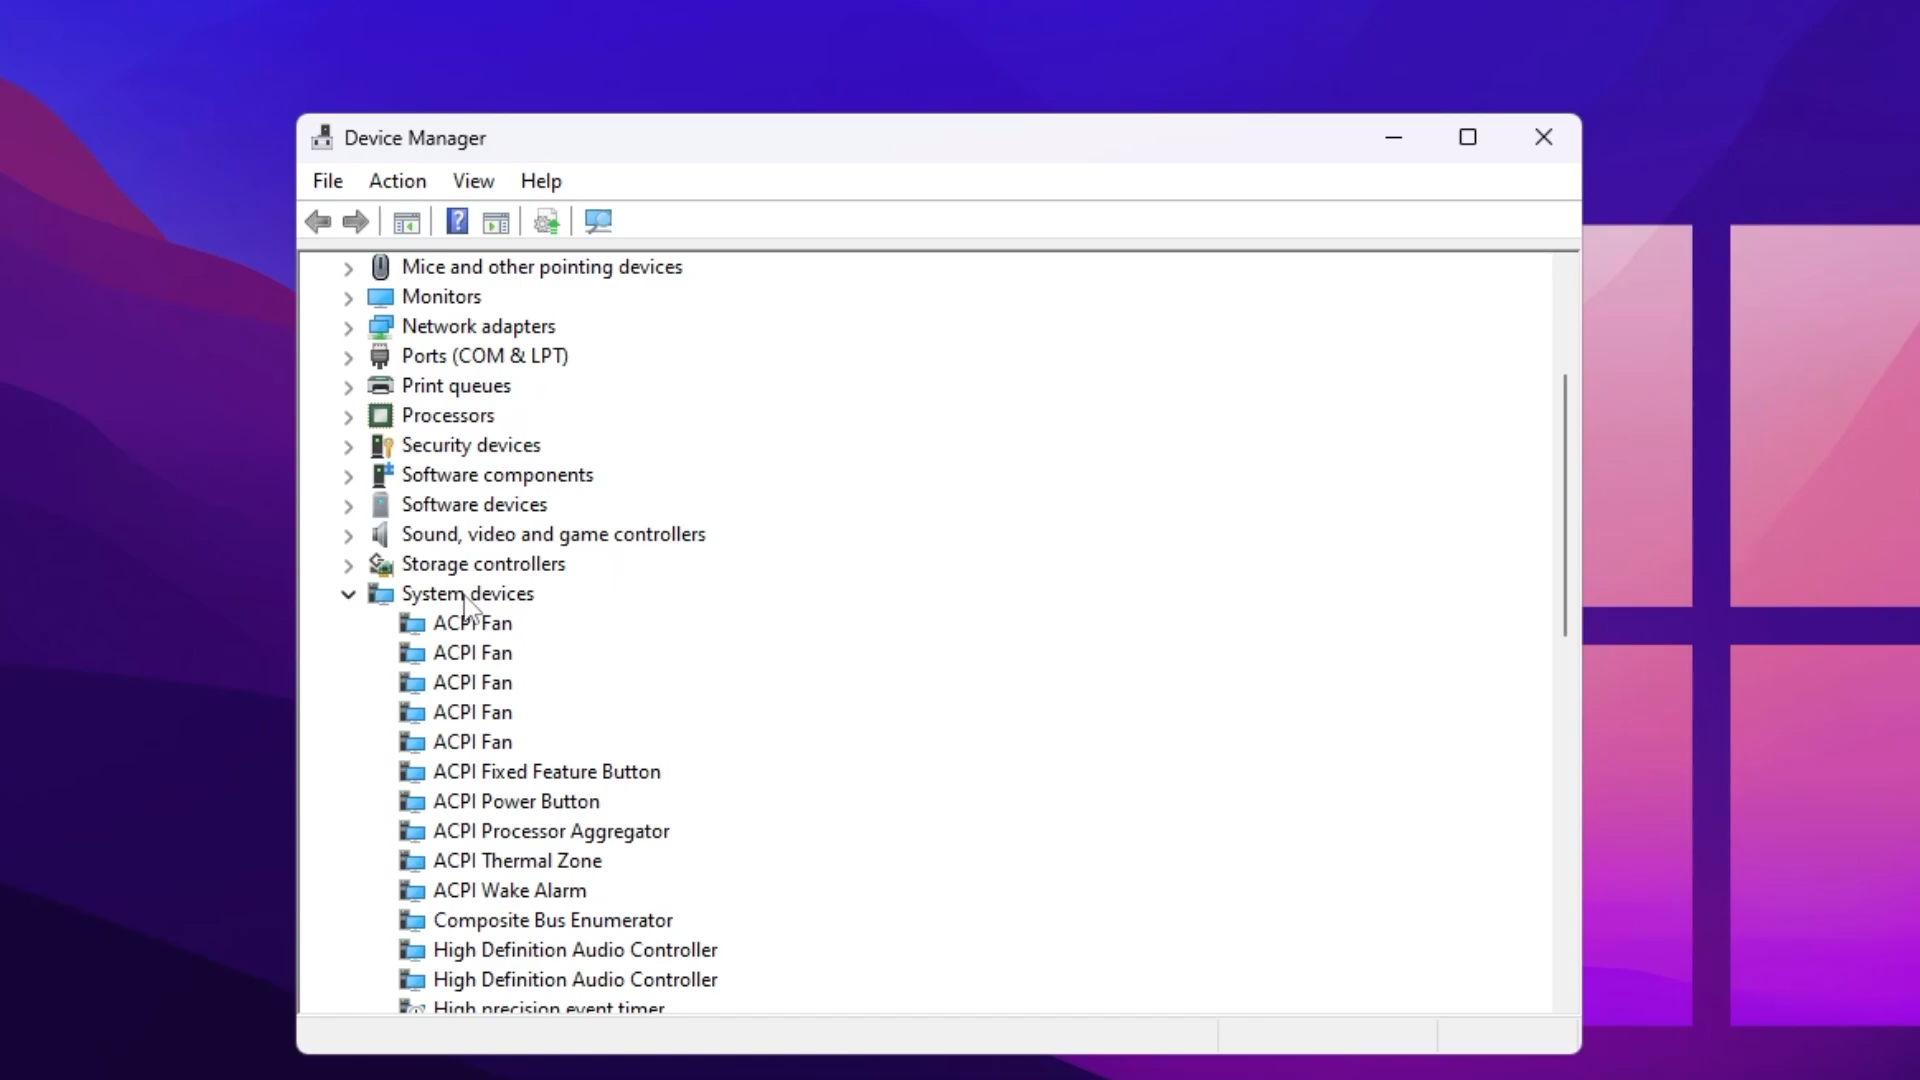 Device Manager
File Action View Help
Mice and other pointing devices
Monitors
Network adapters
Ports (COM & LPT)
Print queues
Processors
Security devices
Software components
Software devices
Sound, video and game controllers
Storage controllers
System devices
ACPI Fan
ACPI Fan
ACPI Fan
ACPI Fan
ACPI Fan
ACPI Fixed Feature Button
ACPI Power Button
ACPI Processor Aggregator
ACPI Thermal Zone
ACPI Wake Alarm
Composite Bus Enumerator
High Definition Audio Controller
High Definition Audio Controller
High precision event timer